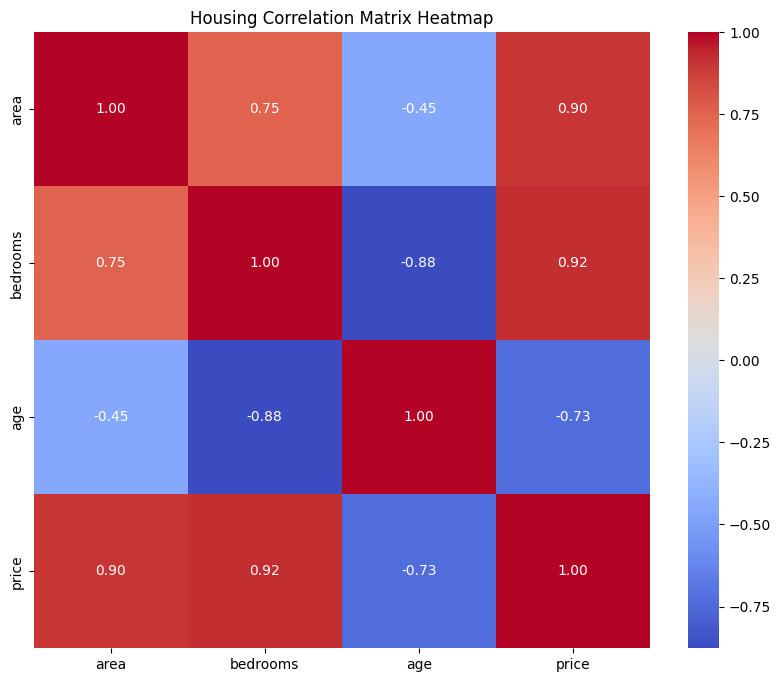 Housing Correlation Matrix Heatmap
area 1.00 0.75 -0.45 0.90
bedrooms 0.75 1.00 -0.88 0.92
age -0.45 -0.88 1.00 -0.73
price 0.90 0.92 -0.73 1.00
area bedrooms age price
1.00
0.75
0.50
0.25
0.00
−0.25
−0.50
−0.75